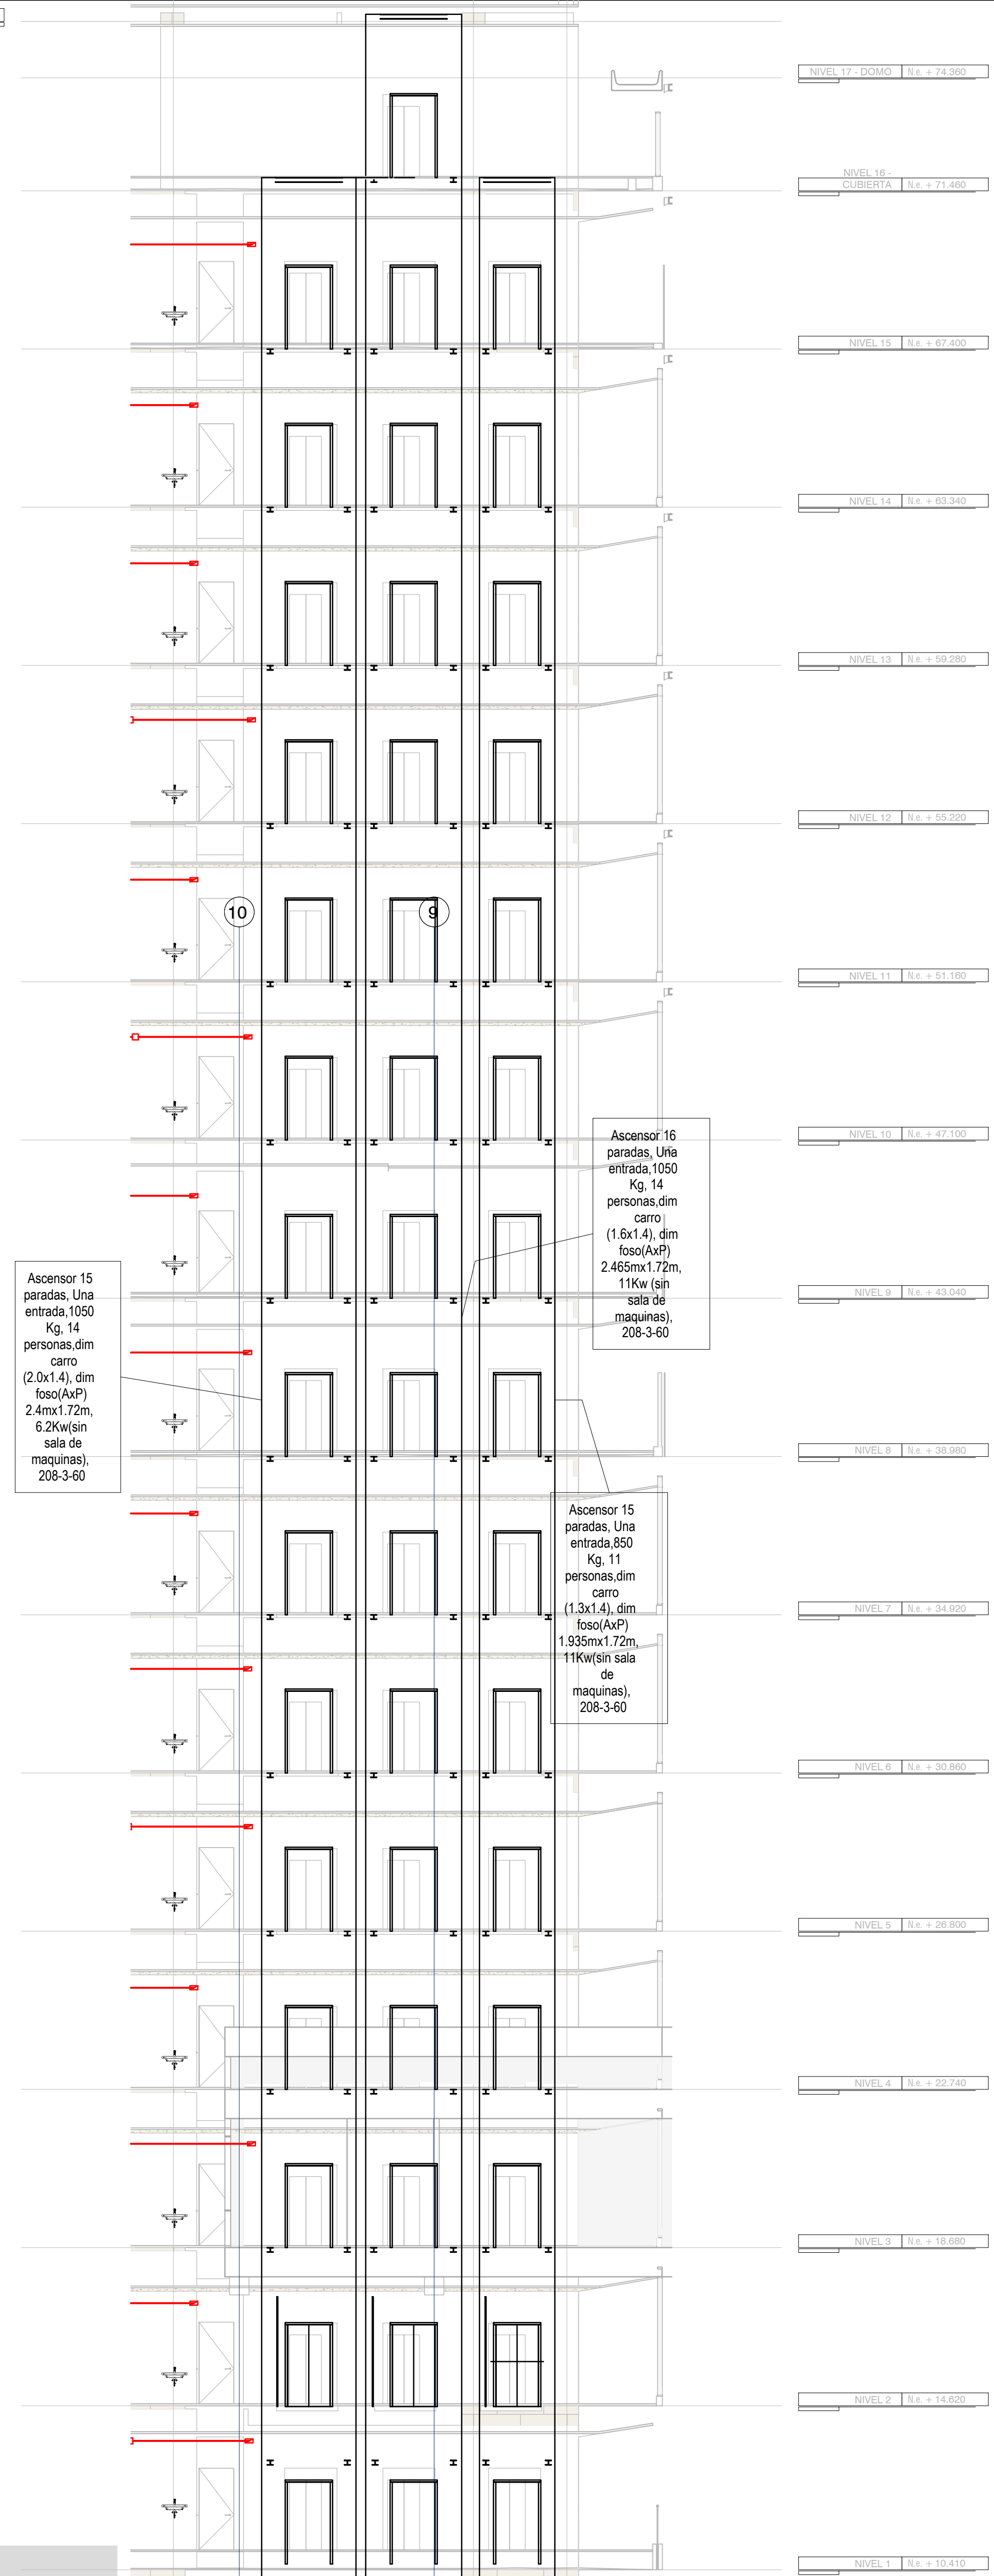 NIVEL 17 - DOMO N.e. + 74.360
NIVEL 16 -
CUBIERTA N.e. + 71.460
NIVEL 15 N.e. + 67.400
NIVEL 14 N.e. + 63.340
NIVEL 13 N.e. + 59.280
NIVEL 12 N.e. + 55.220
10
9
NIVEL 11 N.e. + 51.160
NIVEL 10 N.e. + 47.100
Ascensor 16
paradas, Una
entrada,1050
Kg, 14
personas,dim
carro
(1.6x1.4), dim
foso(AxP)
2.465mx1.72m,
11Kw (sin
sala de
maquinas),
208-3-60
NIVEL 9 N.e. + 43.040
Ascensor 15
paradas, Una
entrada,1050
Kg, 14
personas,dim
carro
(2.0x1.4), dim
foso(AxP)
2.4mx1.72m,
6.2Kw(sin
sala de
maquinas),
208-3-60
NIVEL 8 N.e. + 38.980
Ascensor 15
paradas, Una
entrada,850
Kg, 11
personas,dim
carro
(1.3x1.4), dim
foso(AxP)
1.935mx1.72m,
11Kw(sin sala
de
maquinas),
208-3-60
NIVEL 7 N.e. + 34.920
NIVEL 6 N.e. + 30.860
NIVEL 5 N.e. + 26.800
NIVEL 4 N.e. + 22.740
NIVEL 3 N.e. + 18.680
NIVEL 2 N.e. + 14.620
NIVEL 1 N.e. + 10.410